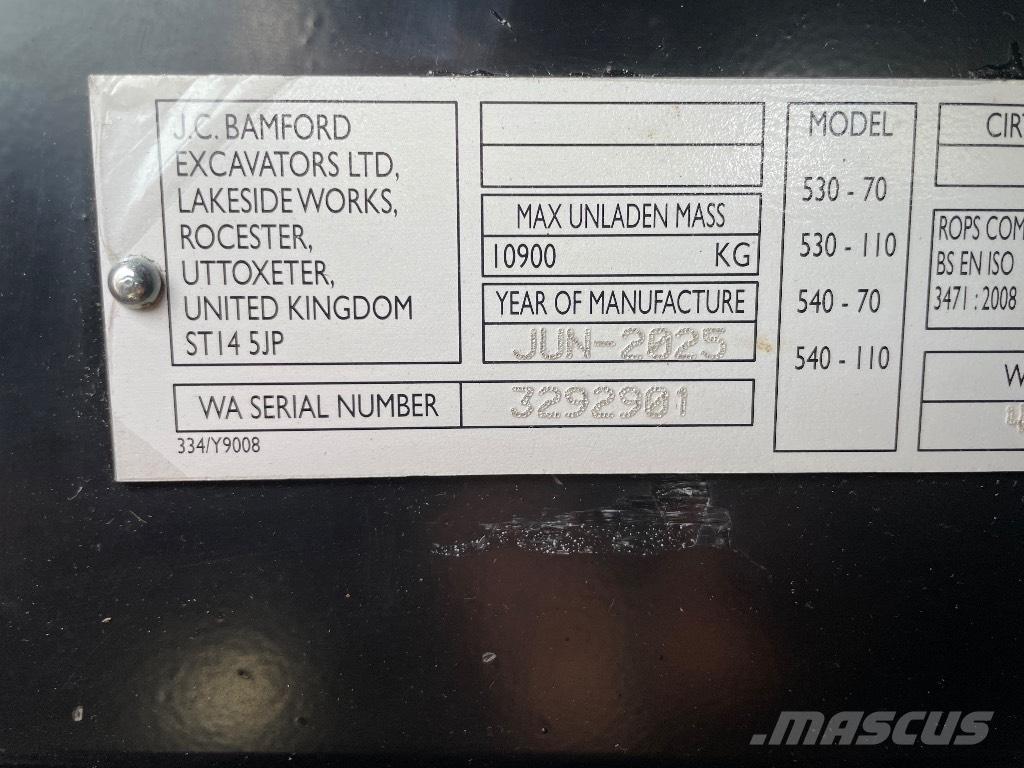 J.C. BAMFORD
EXCAVATORS LTD,
LAKESIDE WORKS,
ROCESTER,
UTTOXETER,
UNITED KINGDOM
ST14 5JP
MAX UNLADEN MASS
10900 KG
YEAR OF MANUFACTURE
JUN-2025
WA SERIAL NUMBER 3292901
334/Y9008
MODEL
530 - 70
530 - 110
540 - 70
540 - 110
ROPS COM
BS EN ISO
3471 : 2008
MASCUS